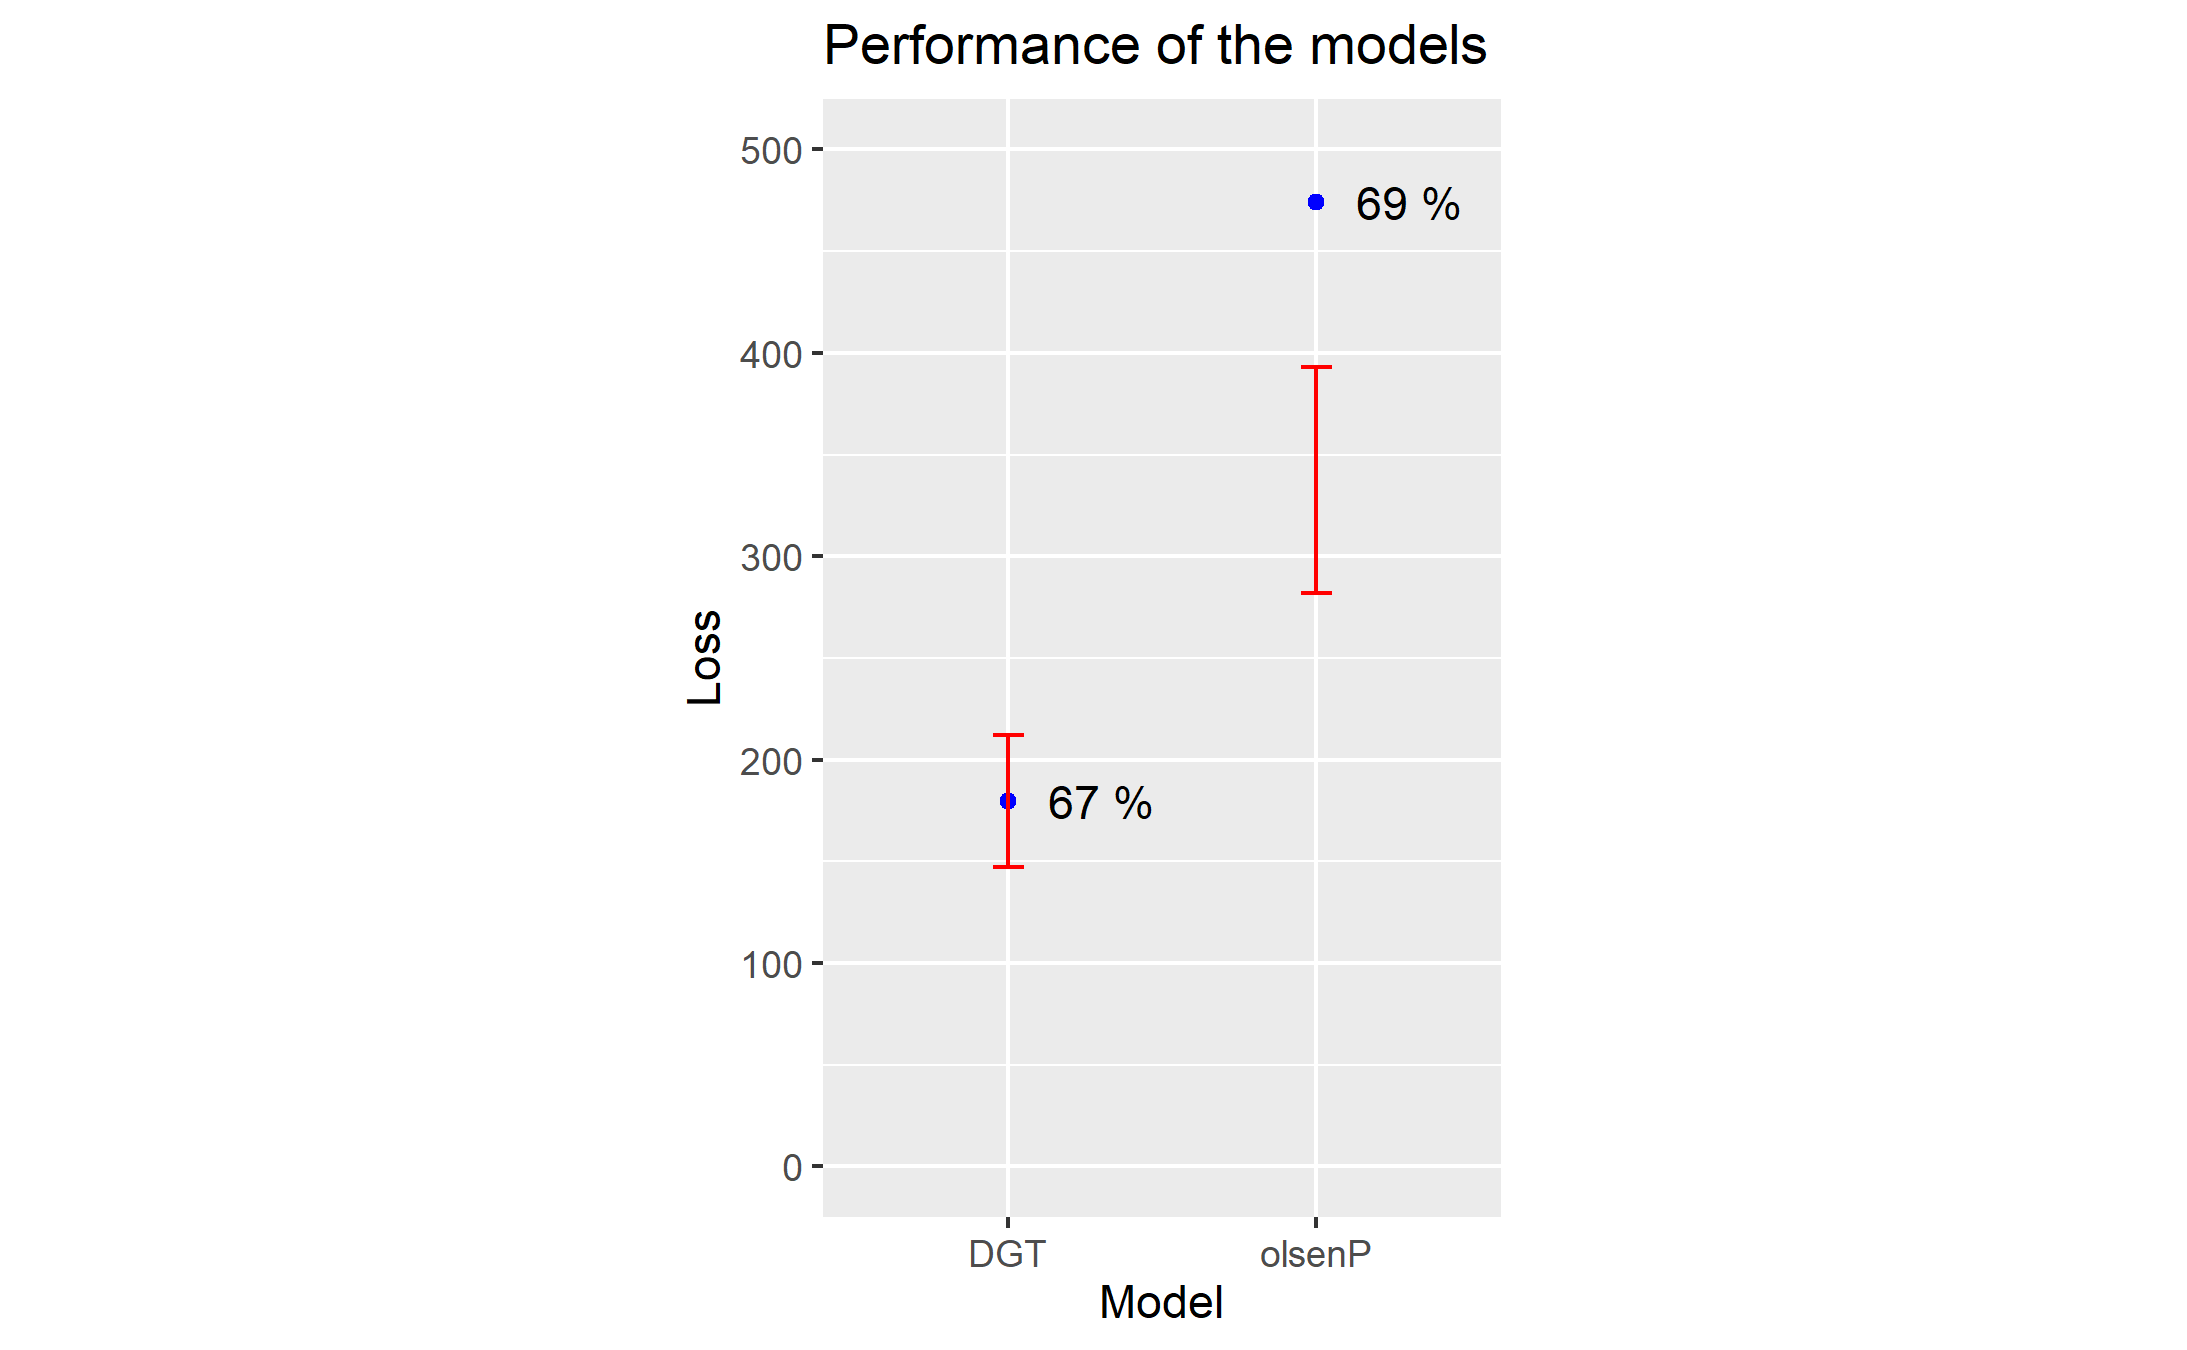 Performance of the models
500
69 %
400
300
Loss
200
67 %
100
0
DGT
olsenP
Model